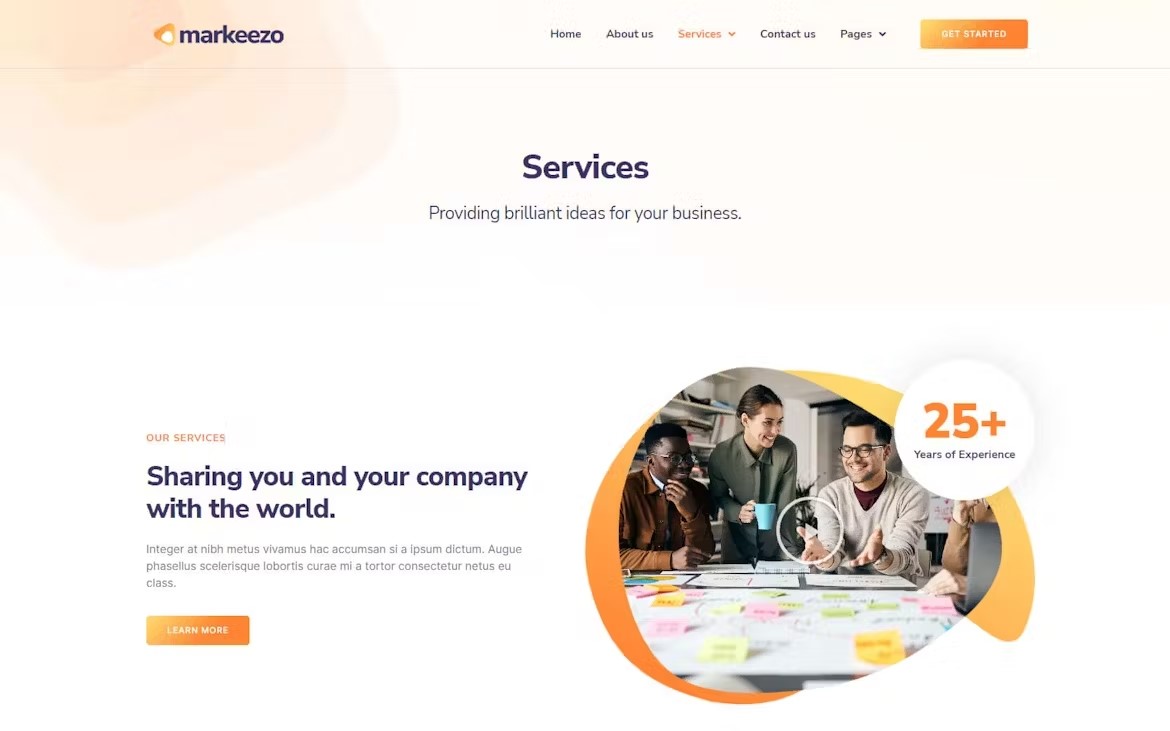 markeezo
Home
About us
Services
Contact us
Pages
GET STARTED
Services
Providing brilliant ideas for your business.
OUR SERVICES
Sharing you and your company
with the world.
Integer at nibh metus vivamus hac accumsan si a ipsum dictum. Augue
phasellus scelerisque lobortis curae mi a tortor consectetur netus eu
class.
LEARN MORE
25+
Years of Experience